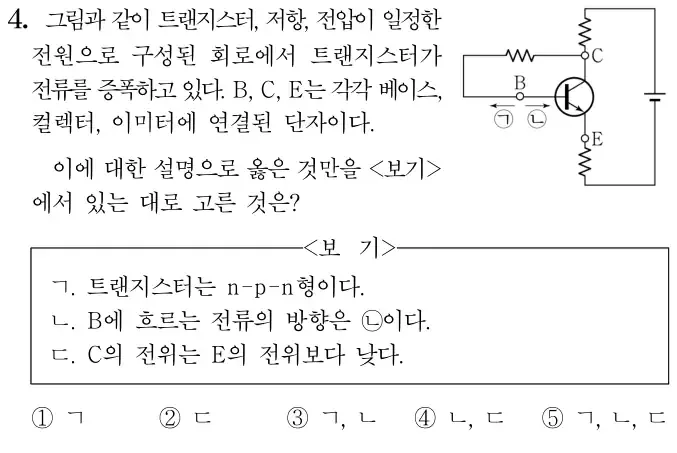 4. 그림과 같이 트랜지스터, 저항, 전압이 일정한
전원으로 구성된 회로에서 트랜지스터가
전류를 증폭하고 있다. B, C, E는 각각 베이스,
컬렉터, 이미터에 연결된 단자이다.
이에 대한 설명으로 옳은 것만을 <보기>
에서 있는 대로 고른 것은?
C
B
㉠ ㉡
E
<보 기>
ㄱ. 트랜지스터는 n-p-n형이다.
ㄴ. B에 흐르는 전류의 방향은 ㉡이다.
ㄷ. C의 전위는 E의 전위보다 낮다.
① ㄱ ② ㄷ ③ ㄱ, ㄴ ④ ㄴ, ㄷ ⑤ ㄱ, ㄴ, ㄷ